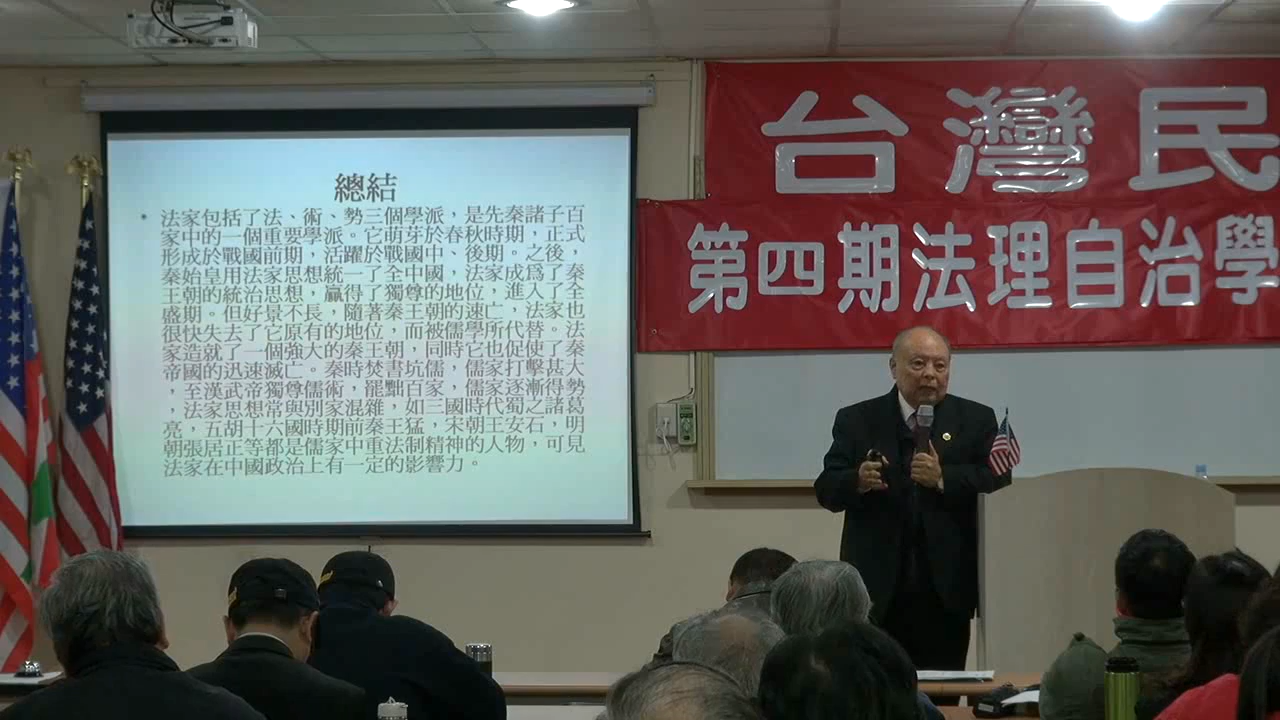 總結
• 法家包括了法、術、勢三個學派，是先秦諸子百
家中的一個重要學派。它萌芽於春秋時期，正式
形成於戰國前期，活躍於戰國中、後期。之後，
秦始皇用法家思想統一了全中國，法家成爲了秦
王朝的統治思想，贏得了獨尊的地位，進入了全
盛期。但好景不長，隨著秦王朝的速亡，法家也
很快失去了它原有的地位，而被儒學所代替。法
家造就了一個強大的秦王朝，同時它也促使了秦
帝國的迅速滅亡。秦時焚書坑儒，儒家打擊甚大
，至漢武帝獨尊儒術，罷黜百家，儒家逐漸得勢
，法家思想常與別家混雜，如三國時代蜀之諸葛
亮，五胡十六國時期前秦王猛，宋朝王安石，明
朝張居正等都是儒家中重法制精神的人物，可見
法家在中國政治上有一定的影響力。
台灣民
第四期法理自治學